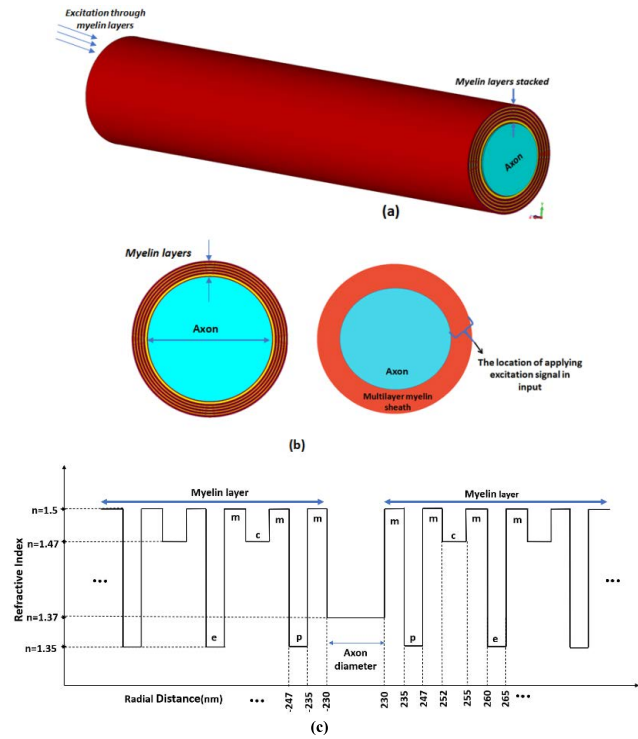 Excitation through
myelin layers
Myelin layers stacked
Axon
(a)
Myelin layers
Axon
Axon
Multilayer myelin
sheath
The location of applying
excitation signal in
input
(b)
Myelin layer
Myelin layer
n=1.5
m m m m m m
c c
n=1.47
Refractive Index
...
...
n=1.37
n=1.35
e p p e
Axon
diameter
Radial Distance(nm)
... -247 -235 -230 230 235 247 252 255 260 265 ...
(c)